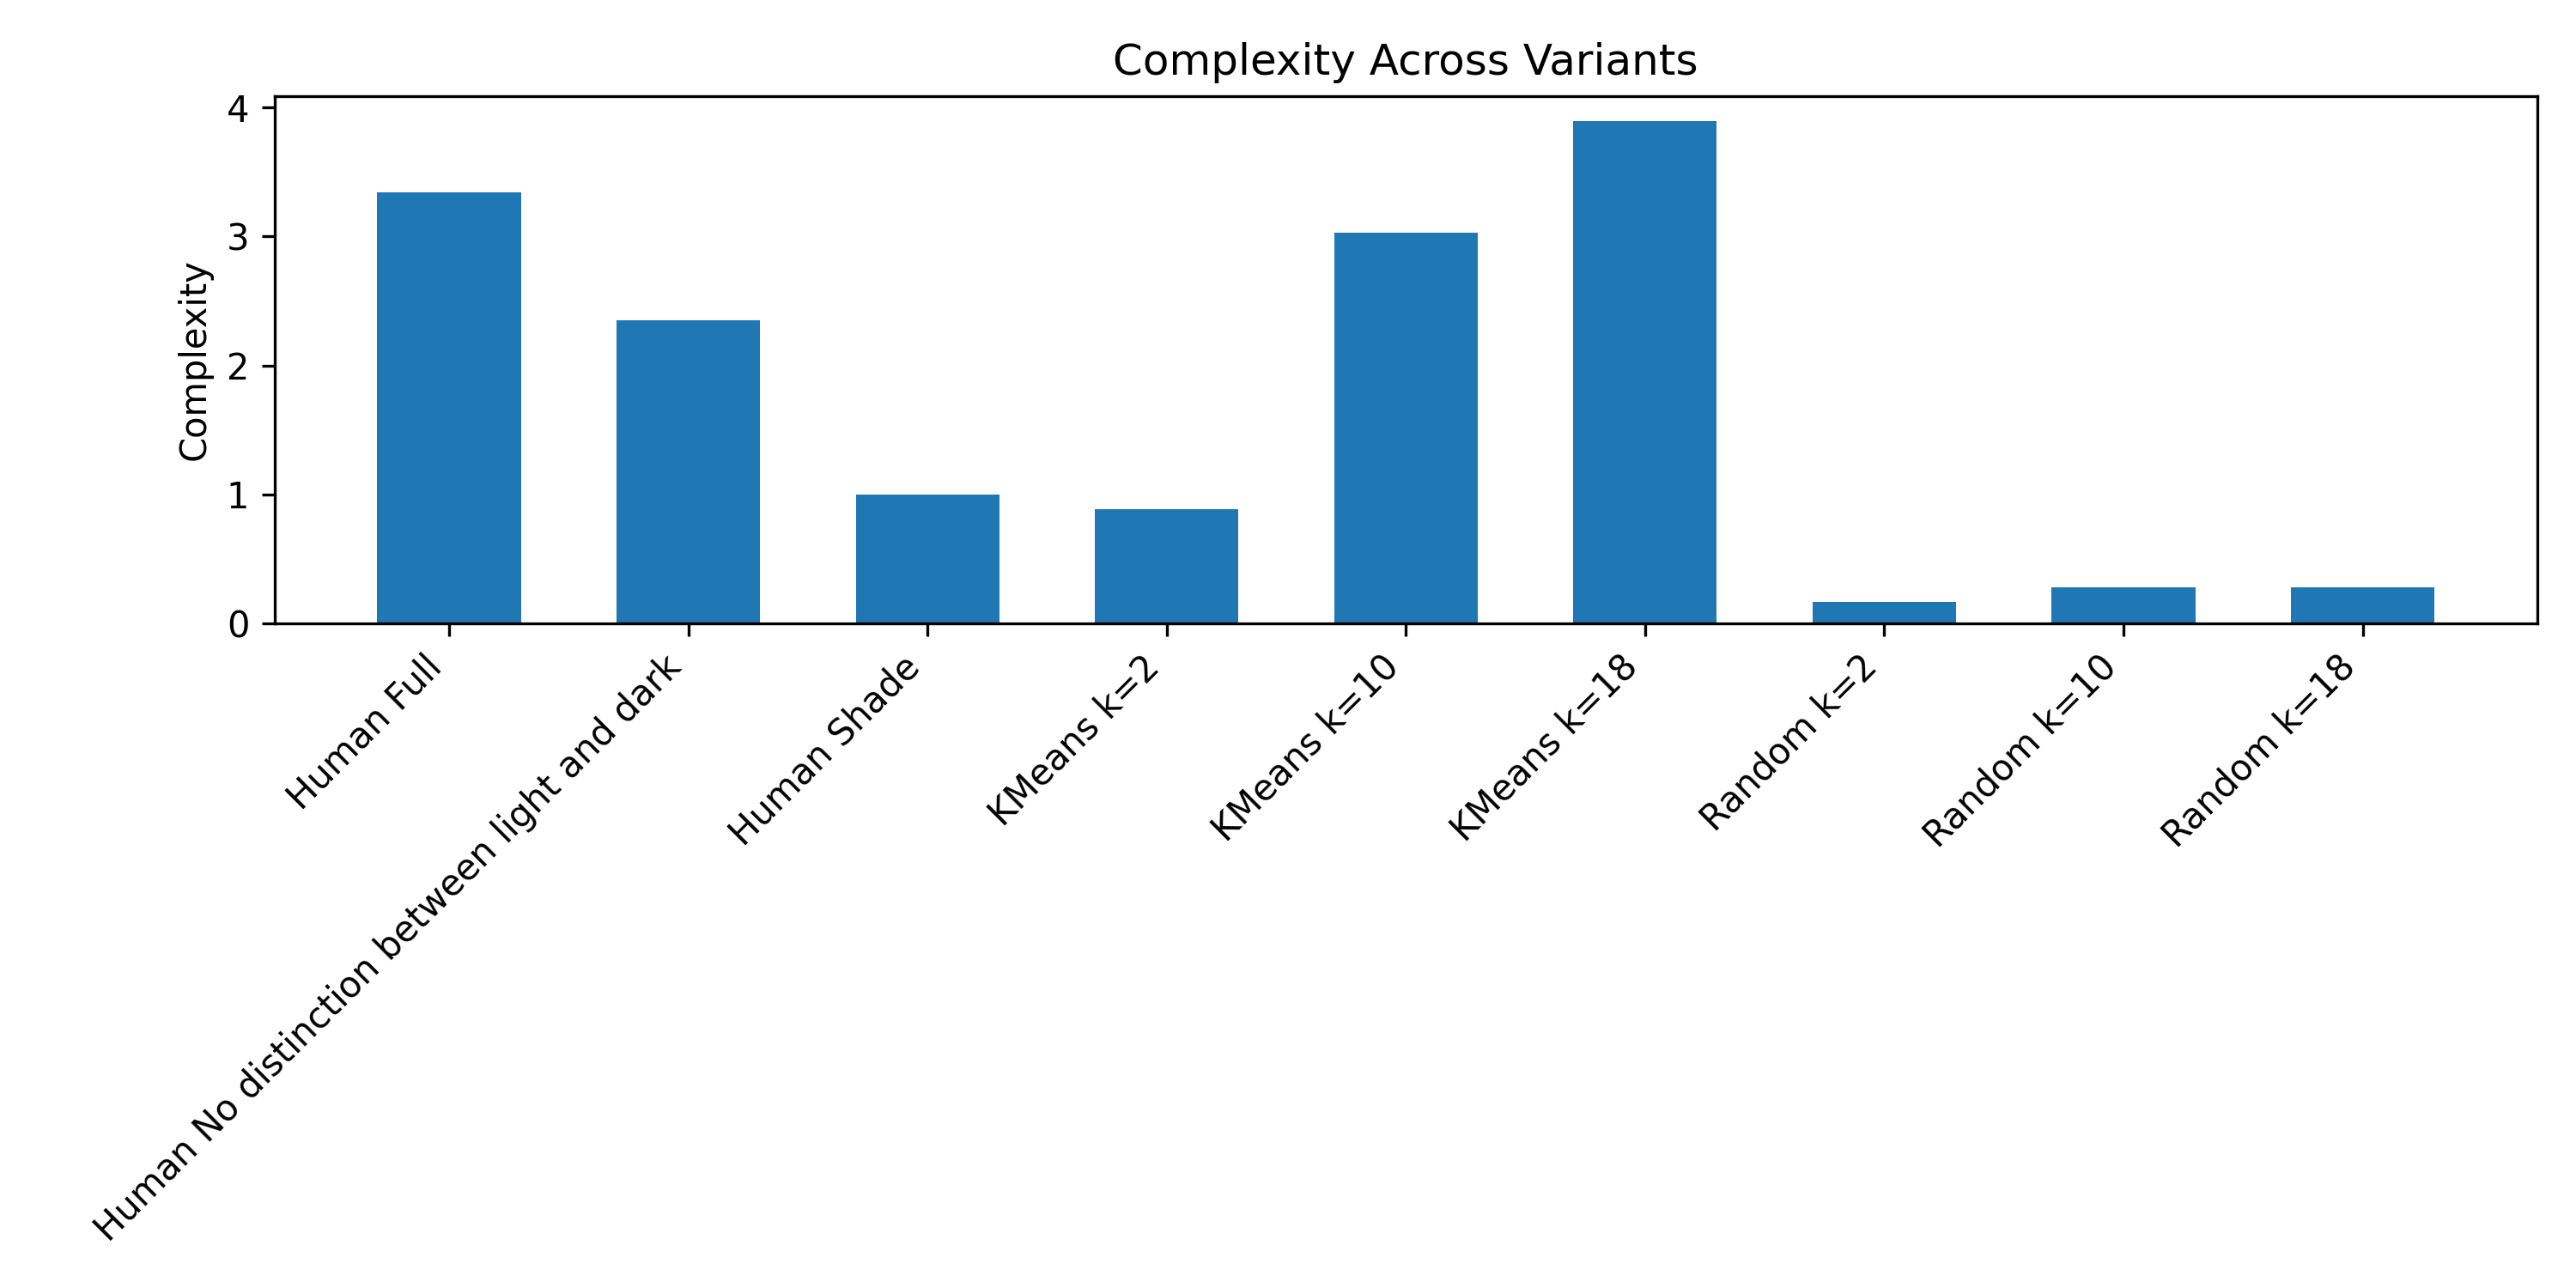 Complexity Across Variants
Complexity
4
3
2
1
0
Human Full
Human No distinction between light and dark
Human Shade
KMeans k=2
KMeans k=10
KMeans k=18
Random k=2
Random k=10
Random k=18